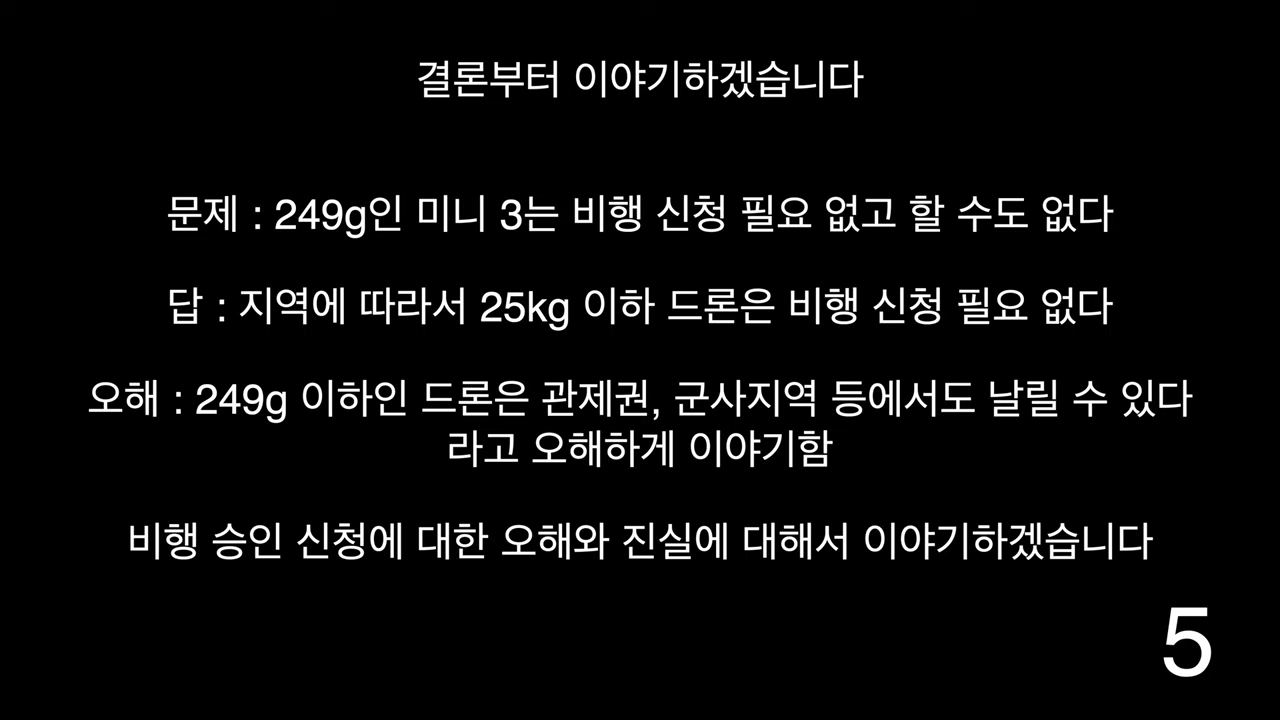 결론부터 이야기하겠습니다
문제 : 249g인 미니 3는 비행 신청 필요 없고 할 수도 없다
답 : 지역에 따라서 25kg 이하 드론은 비행 신청 필요 없다
오해 : 249g 이하인 드론은 관제권, 군사지역 등에서도 날릴 수 있다
라고 오해하게 이야기함
비행 승인 신청에 대한 오해와 진실에 대해서 이야기하겠습니다
5